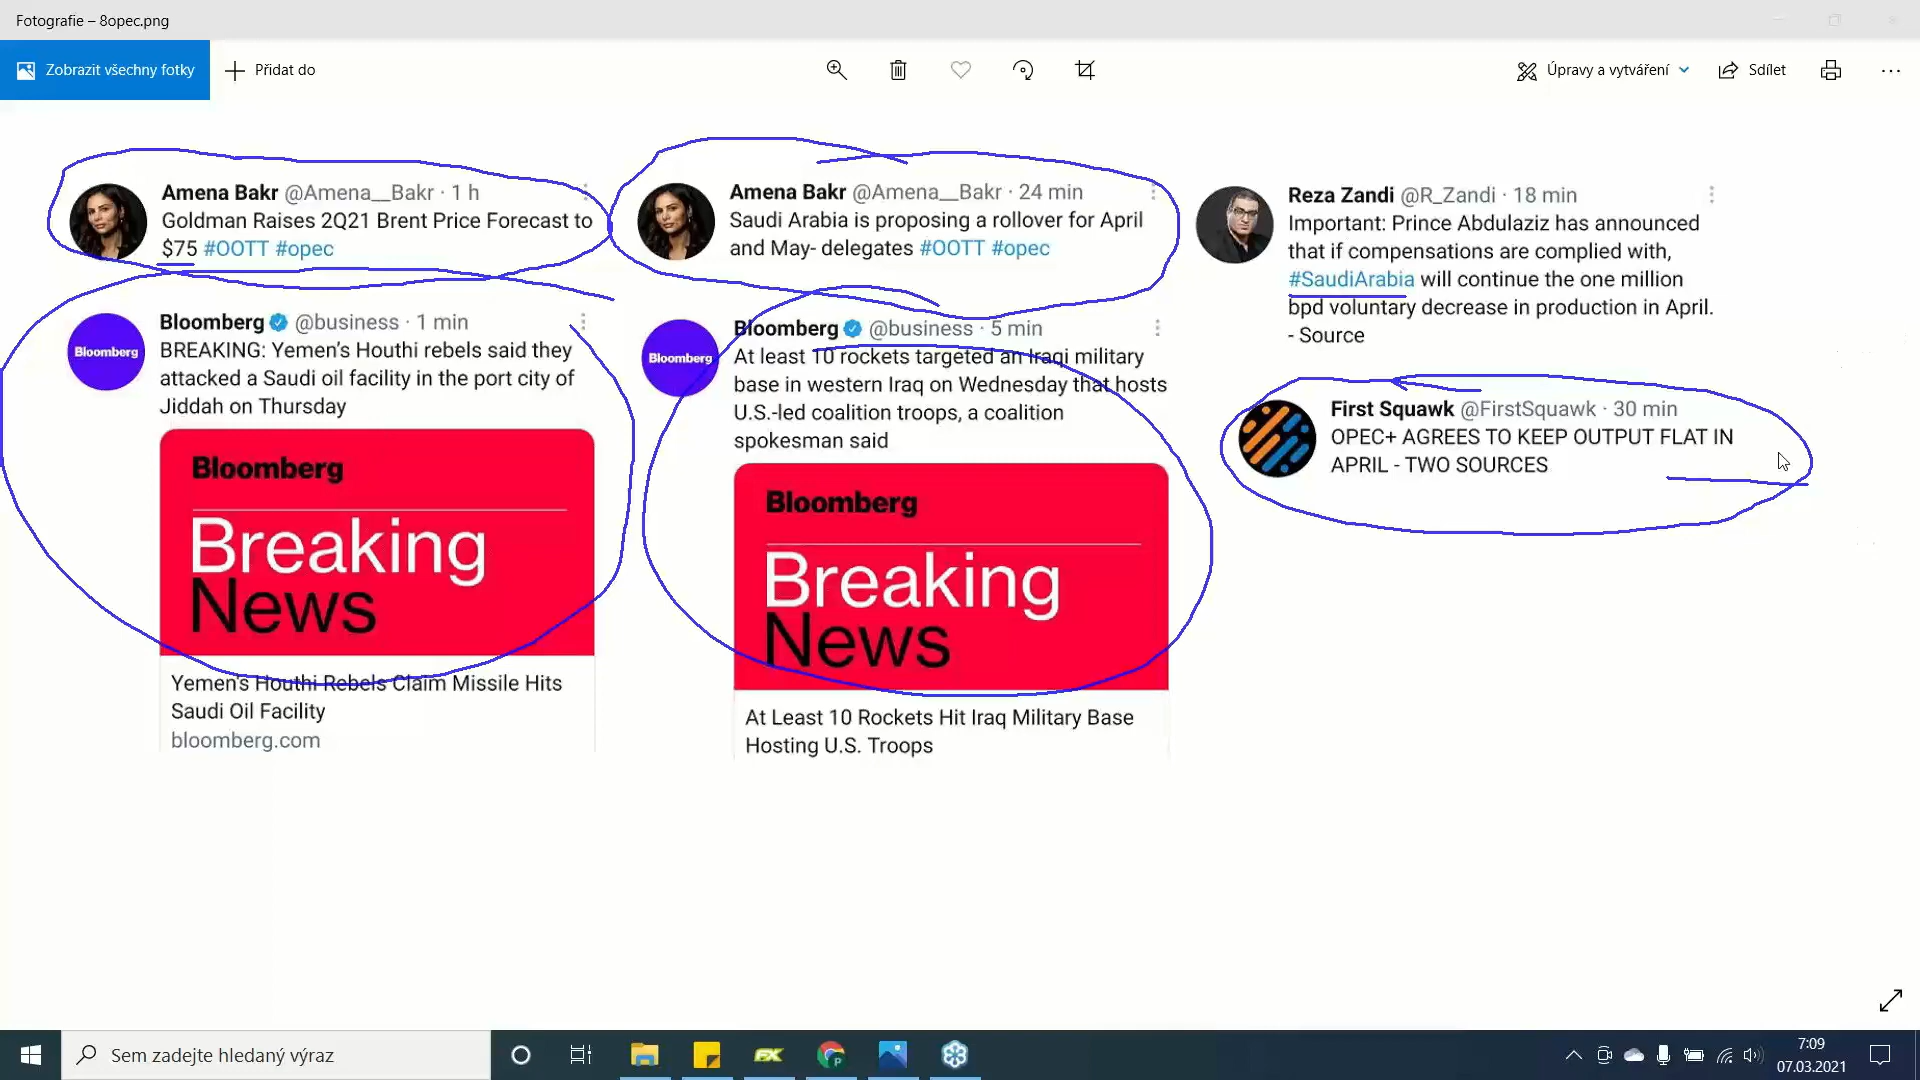 Fotografie – 8opec.png
Zobrazit všechny fotky
Přidat do
Úpravy a vytváření
Sdílet
Amena Bakr @Amena__Bakr · 1 h
Goldman Raises 2Q21 Brent Price Forecast to
$75 #OOTT #opec
Bloomberg @business · 1 min
BREAKING: Yemen's Houthi rebels said they
attacked a Saudi oil facility in the port city of
Jiddah on Thursday
Bloomberg
Bloomberg
Breaking
News
Yemen's Houthi Rebels Claim Missile Hits
Saudi Oil Facility
bloomberg.com
Amena Bakr @Amena__Bakr · 24 min
Saudi Arabia is proposing a rollover for April
and May- delegates #OOTT #opec
Bloomberg @business · 5 min
At least 10 rockets targeted an Iraqi military
base in western Iraq on Wednesday that hosts
U.S.-led coalition troops, a coalition
spokesman said
Bloomberg
Bloomberg
Breaking
News
At Least 10 Rockets Hit Iraq Military Base
Hosting U.S. Troops
Reza Zandi @R_Zandi · 18 min
Important: Prince Abdulaziz has announced
that if compensations are complied with,
#SaudiArabia will continue the one million
bpd voluntary decrease in production in April.
- Source
First Squawk @FirstSquawk · 30 min
OPEC+ AGREES TO KEEP OUTPUT FLAT IN
APRIL - TWO SOURCES
Sem zadejte hledaný výraz
FX
P
7:09
07.03.2021